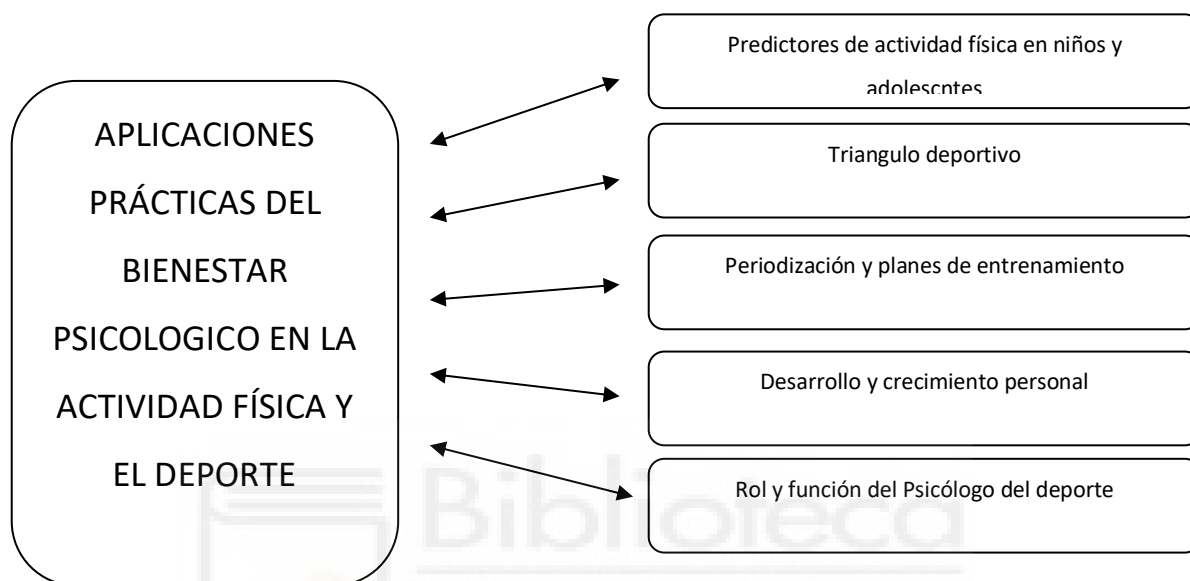 APLICACIONES
PRÁCTICAS DEL
BIENESTAR
PSICOLOGICO EN LA
ACTIVIDAD FÍSICA Y
EL DEPORTE
Predictores de actividad física en niños y
adolescntes
Triangulo deportivo
Periodización y planes de entrenamiento
Desarrollo y crecimiento personal
Rol y función del Psicólogo del deporte
Biblioteca